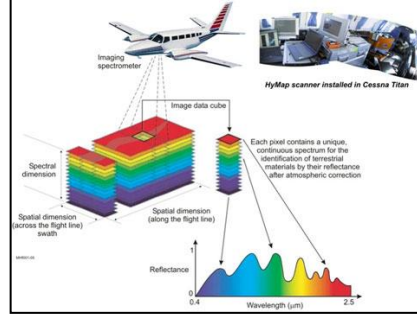 Imaging
spectrometer
HyMap scanner installed in Cessna Titan
Image data cube
Each pixel contains a unique,
continuous spectrum for the
identification of terrestrial
materials by their reflectance
after atmospheric correction
Spectral
dimension
Spatial dimension
(across the flight line)
swath
Spatial dimension
(along the flight line)
Reflectance
1
0
0.4
Wavelength (µm)
2.5